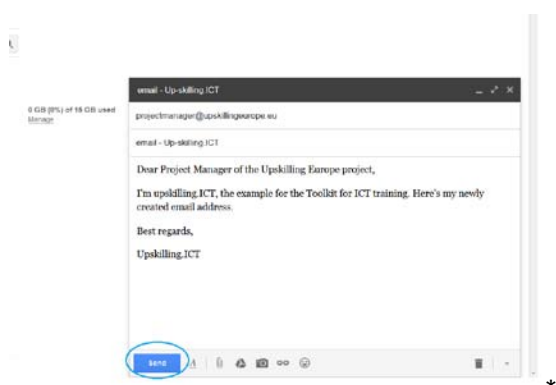 email - Up-skilling.ICT
0 GB (0%) of 15 GB used
Manage
projectmanager@upskillingeurope.eu
email - Up-skilling.ICT
Dear Project Manager of the Upskilling Europe project,
I'm upskilling.ICT, the example for the Toolkit for ICT training. Here's my newly
created email address.
Best regards,
Upskilling.ICT
Send
*